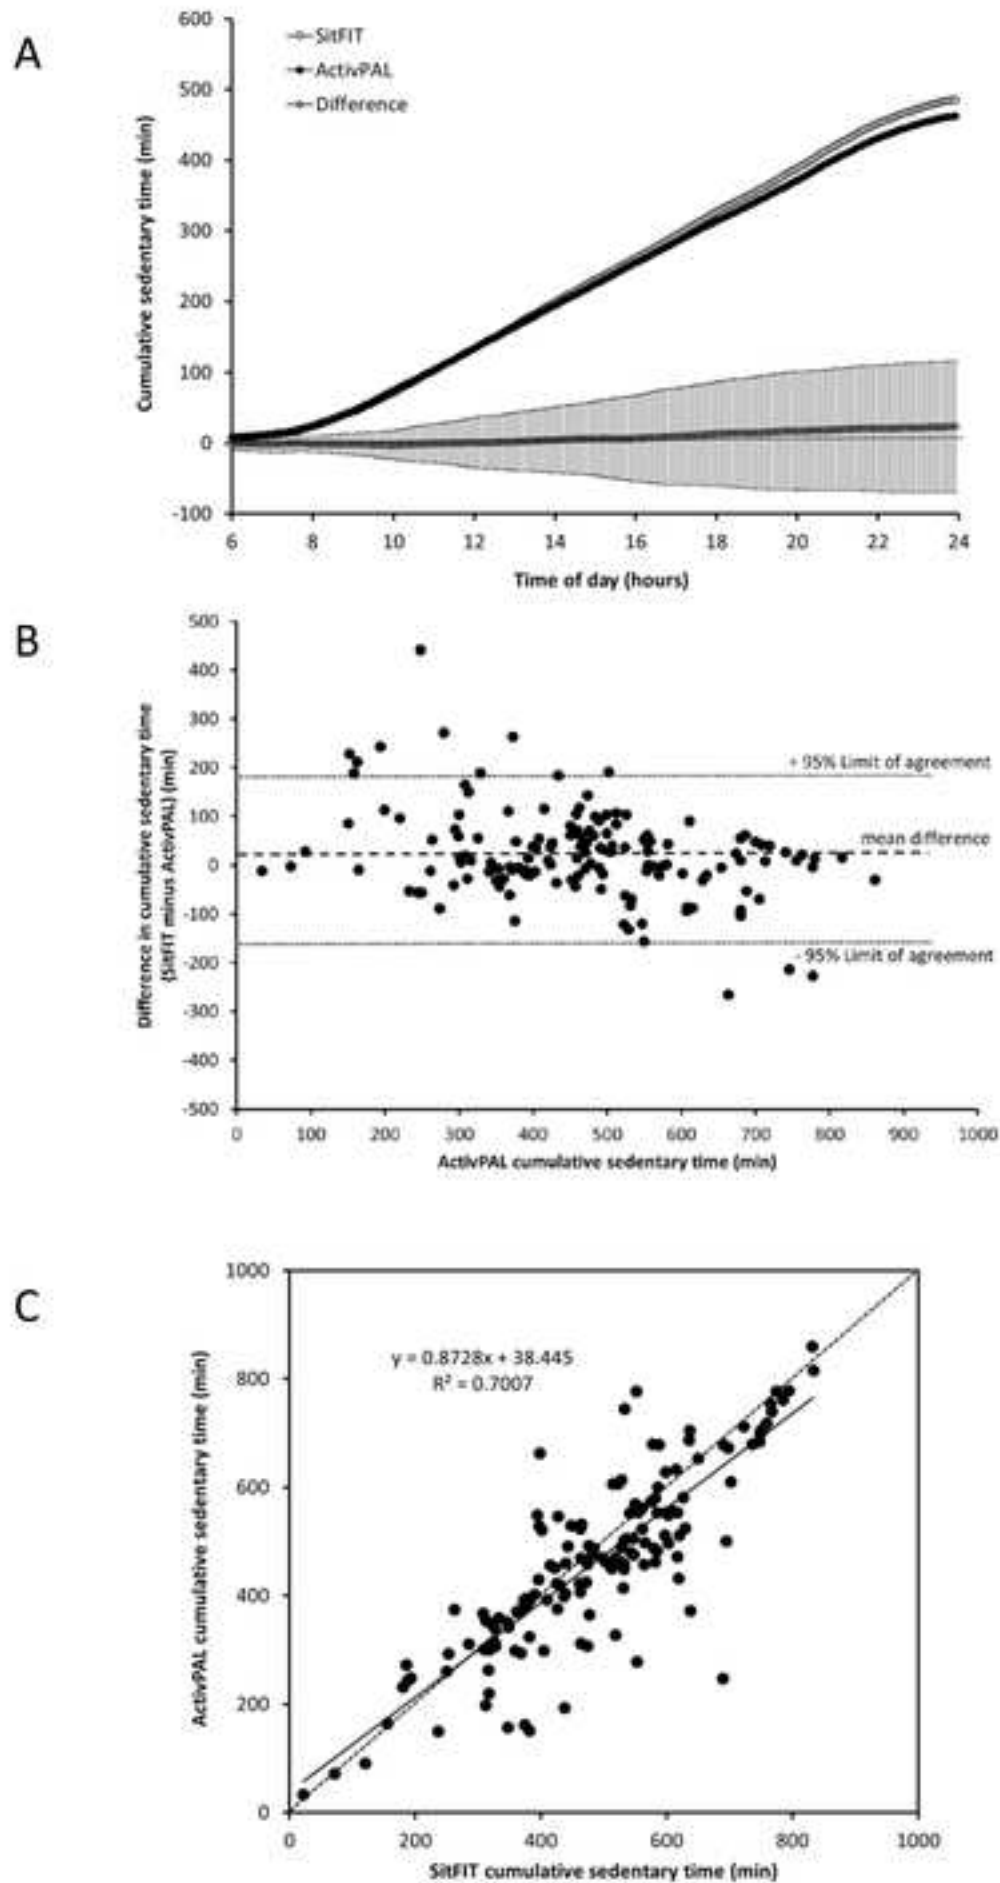 A
600
500
400
300
200
100
0
-100
Cumulative sedentary time (min)
SitFIT
ActivPAL
Difference
6 8 10 12 14 16 18 20 22 24
Time of day (hours)
B
500
400
300
200
100
0
-100
-200
-300
-400
-500
Difference in cumulative sedentary time
(SitFIT minus ActivPAL) (min)
+ 95% Limit of agreement
mean difference
- 95% Limit of agreement
0 100 200 300 400 500 600 700 800 900 1000
ActivPAL cumulative sedentary time (min)
C
1000
800
600
400
200
0
ActivPAL cumulative sedentary time (min)
y = 0.8728x + 38.445
R² = 0.7007
0 200 400 600 800 1000
SitFIT cumulative sedentary time (min)